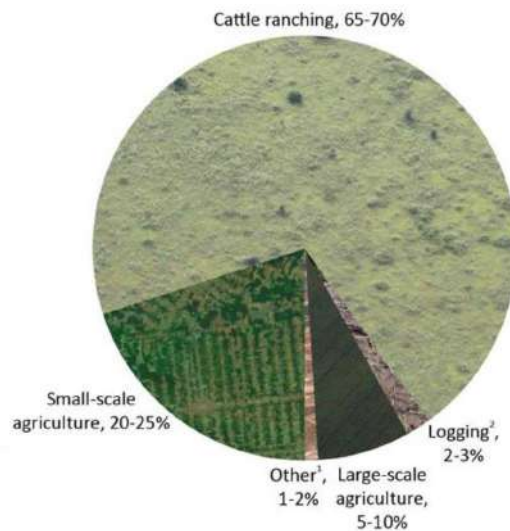 Cattle ranching, 65-70%
Small-scale
agriculture, 20-25%
Other¹,
1-2%
Large-scale
agriculture,
5-10%
Logging²,
2-3%